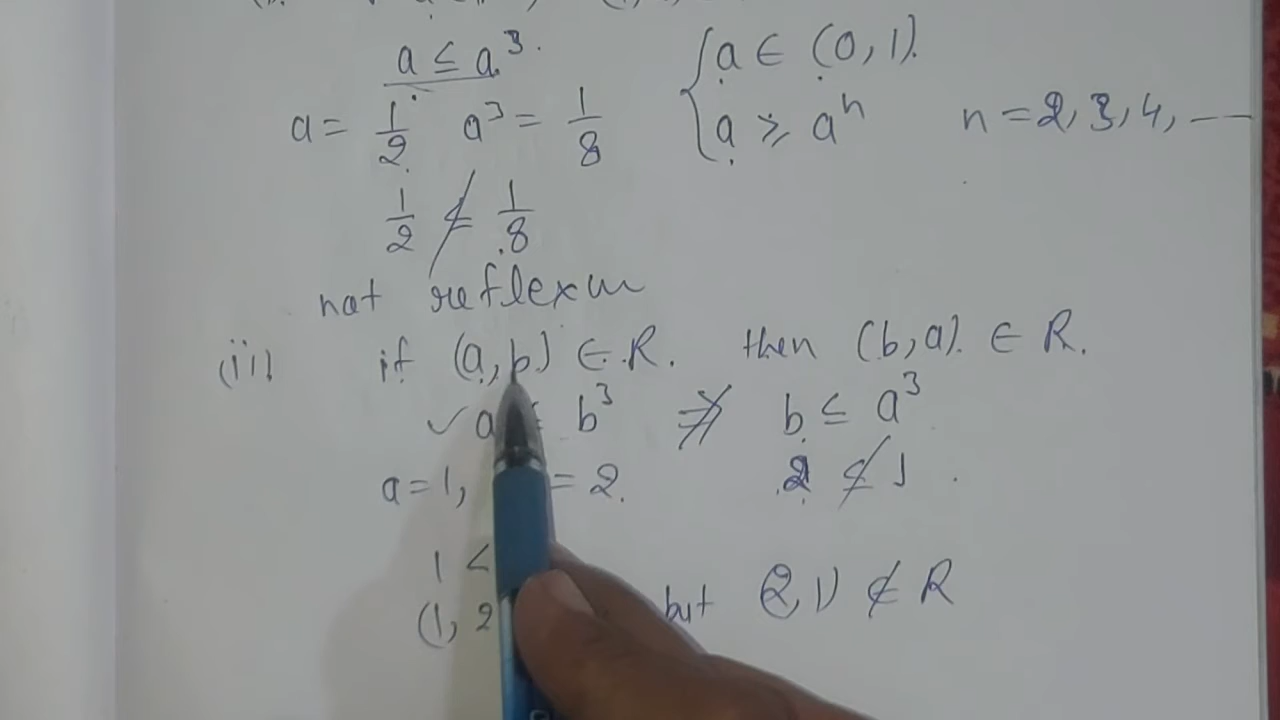 a ≤ a³.
{ a ∈ (0, 1).
a = 1/2 a³ = 1/8
a ≥ aⁿ n = 2, 3, 4, —
1/2 ≰ 1/8
not reflexive
(ii) if (a, b) ∈ R. then (b, a) ∈ R.
✓ a b³ ⇏ b ≤ a³
a = 1, = 2. 2 ≰ 1.
1 <
(1, 2 but (2, 1) ∉ R